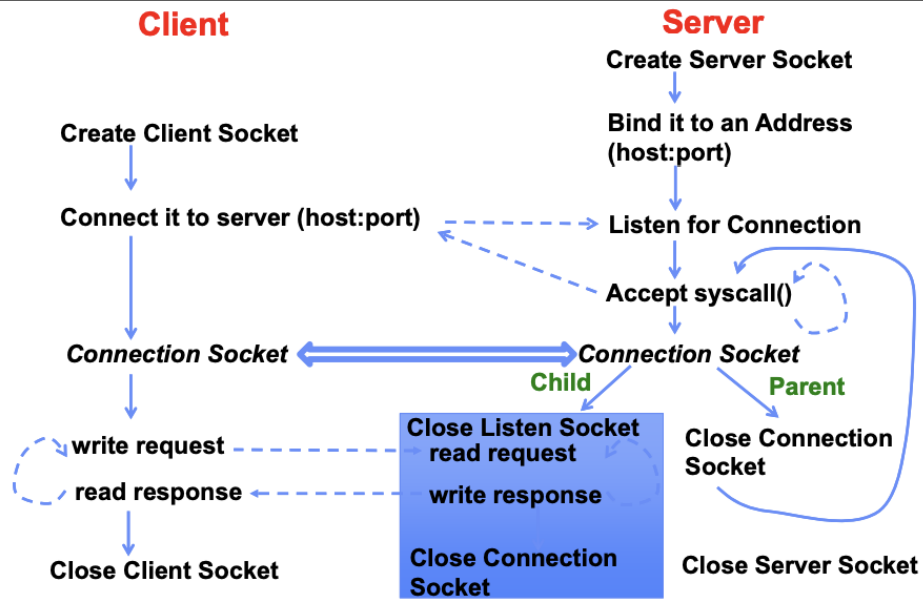 Client
Server
Create Server Socket
Bind it to an Address
(host:port)
Create Client Socket
Connect it to server (host:port)
Listen for Connection
Accept syscall()
Connection Socket
Connection Socket
Child
Parent
Close Listen Socket
read request
write response
Close Connection
Socket
write request
read response
Close Client Socket
Close Connection
Socket
Close Server Socket